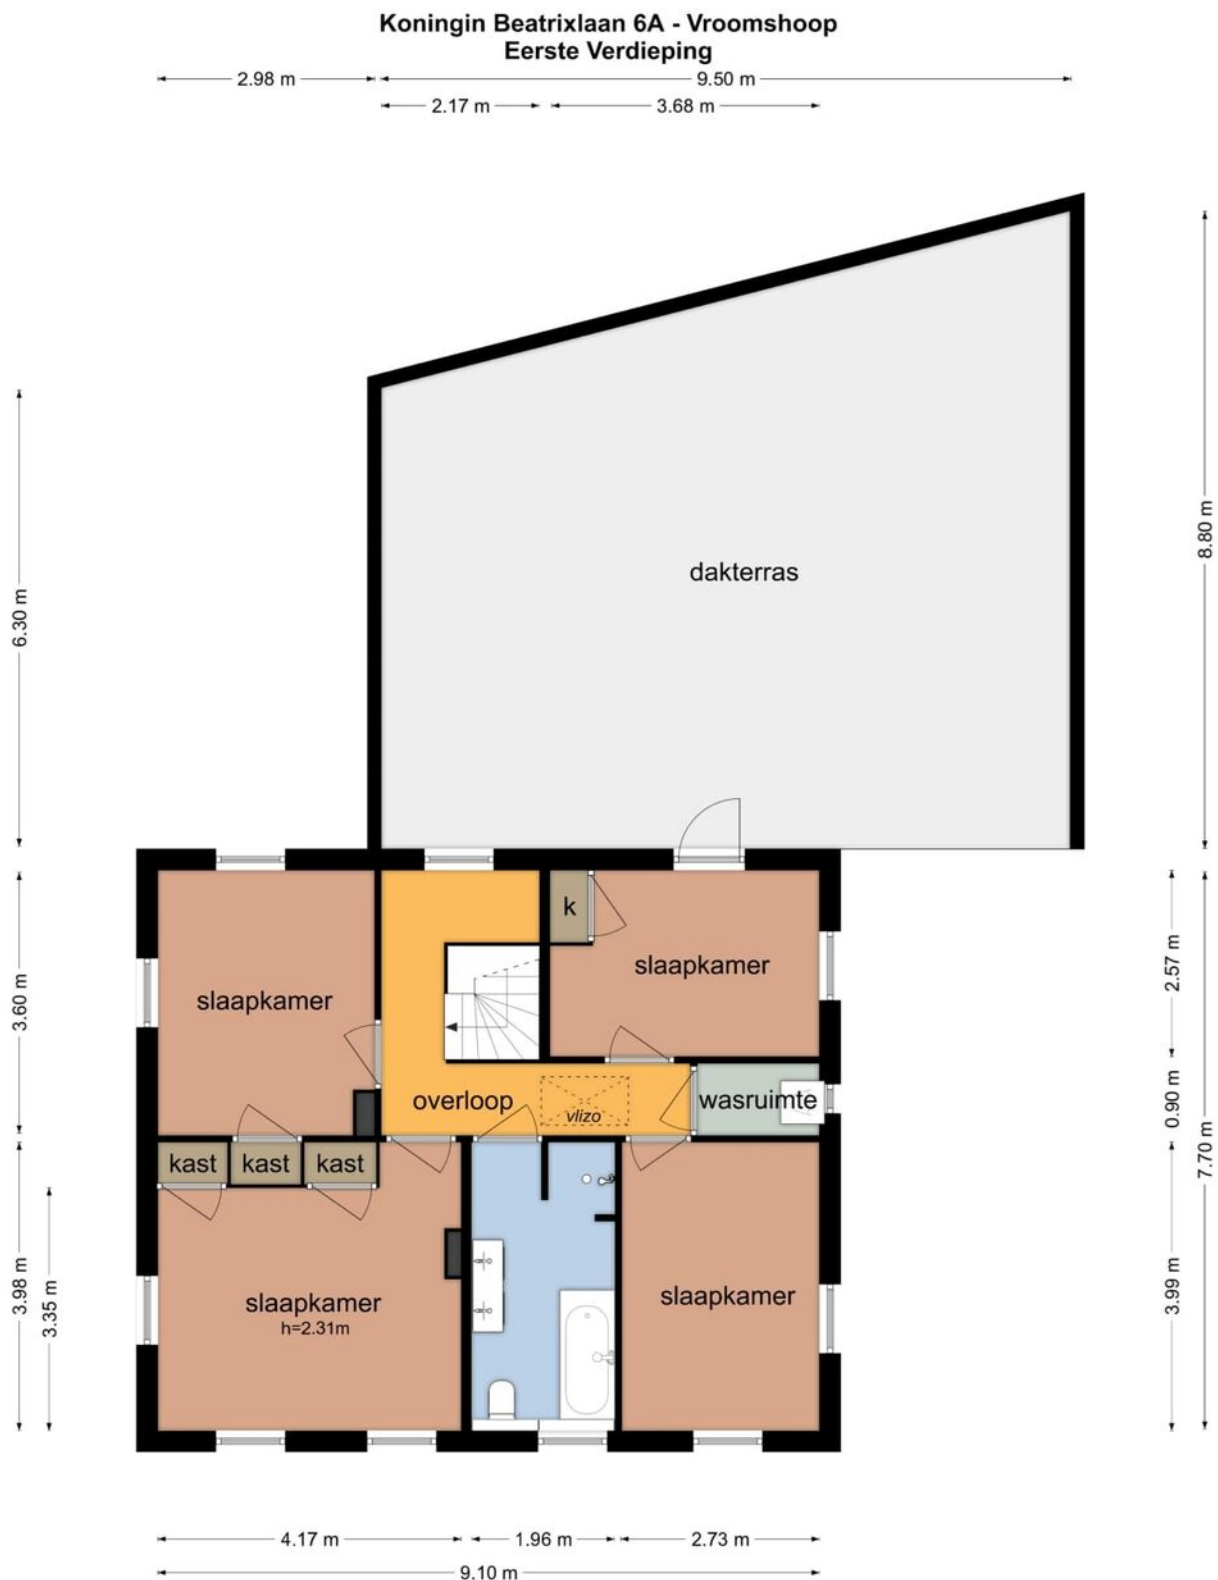 Koningin Beatrixlaan 6A - Vroomshoop
Eerste Verdieping
2.98 m
9.50 m
2.17 m
3.68 m
6.30 m
8.80 m
dakterras
k
slaapkamer
slaapkamer
3.60 m
2.57 m
overloop
vlizo
wasruimte
0.90 m
7.70 m
kast
kast
kast
slaapkamer
h=2.31m
slaapkamer
3.98 m
3.35 m
3.99 m
4.17 m
1.96 m
2.73 m
9.10 m